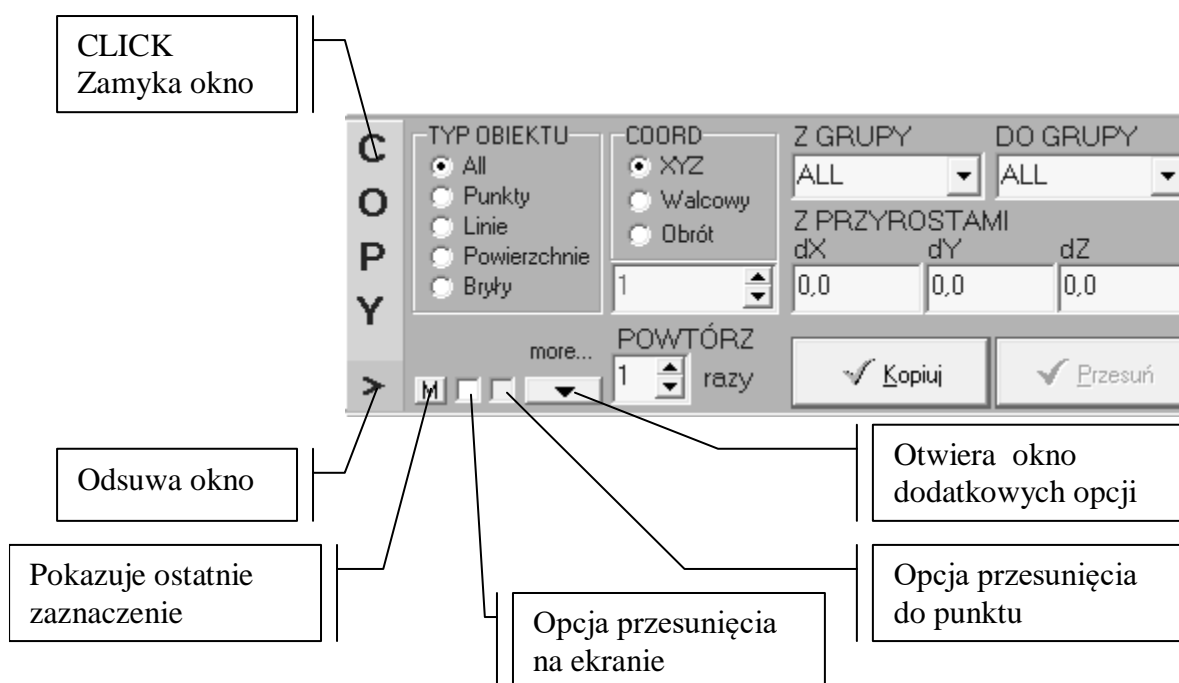 CLICK
Zamyka okno
C
O
P
Y
>
TYP OBIEKTU
All
Punkty
Linie
Powierzchnie
Bryły
COORD
XYZ
Walcowy
Obrót
1
Z GRUPY
DO GRUPY
ALL
ALL
Z PRZYROSTAMI
dX
dY
dZ
0,0
0,0
0,0
more...
M
POWTÓRZ
1
razy
Kopiuj
Przesuń
Odsuwa okno
Otwiera okno
dodatkowych opcji
Pokazuje ostatnie
zaznaczenie
Opcja przesunięcia
na ekranie
Opcja przesunięcia
do punktu